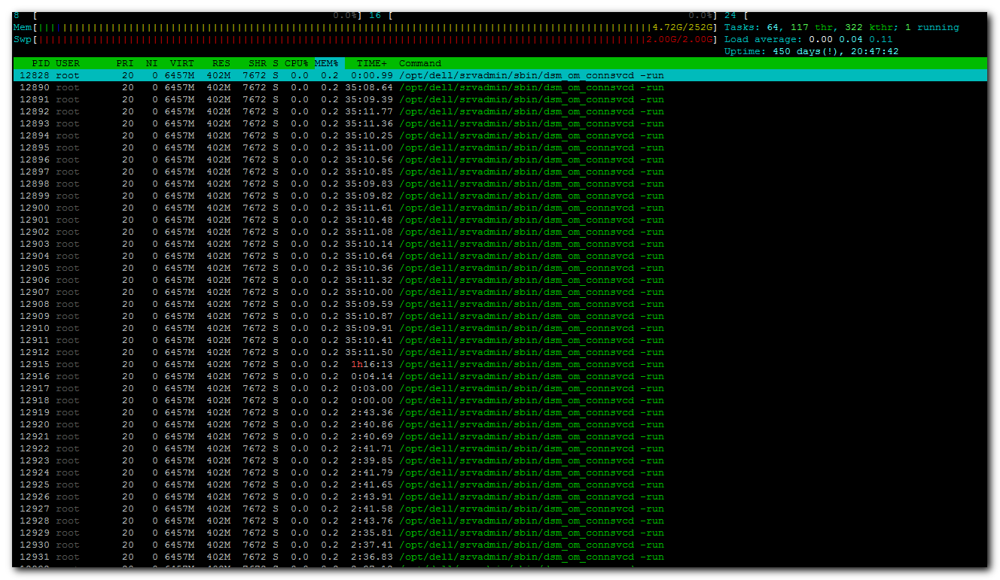 8 [ 0.0%] 16 [ 0.0%] 24 [
Mem[||||||||||||||||||||||||||||||||||||||||||||||||||||||||||||||||||||||||||||||||||||||||||||||||||||||4.72G/252G] Tasks: 64, 117 thr, 322 kthr; 1 running
Swp[|||||||||||||||||||||||||||||||||||||||||||||||||||||||||||||||||||||||||||||||||||||||||||||||||||||2.00G/2.00G] Load average: 0.00 0.04 0.11
Uptime: 450 days(!), 20:47:42
PID USER PRI NI VIRT RES SHR S CPU% MEM% TIME+ Command
12828 root 20 0 6457M 402M 7672 S 0.0 0.2 0:00.99 /opt/dell/srvadmin/sbin/dsm_om_connsvcd -run
12890 root 20 0 6457M 402M 7672 S 0.0 0.2 35:08.64 /opt/dell/srvadmin/sbin/dsm_om_connsvcd -run
12891 root 20 0 6457M 402M 7672 S 0.0 0.2 35:09.39 /opt/dell/srvadmin/sbin/dsm_om_connsvcd -run
12892 root 20 0 6457M 402M 7672 S 0.0 0.2 35:11.77 /opt/dell/srvadmin/sbin/dsm_om_connsvcd -run
12893 root 20 0 6457M 402M 7672 S 0.0 0.2 35:11.36 /opt/dell/srvadmin/sbin/dsm_om_connsvcd -run
12894 root 20 0 6457M 402M 7672 S 0.0 0.2 35:10.25 /opt/dell/srvadmin/sbin/dsm_om_connsvcd -run
12895 root 20 0 6457M 402M 7672 S 0.0 0.2 35:11.00 /opt/dell/srvadmin/sbin/dsm_om_connsvcd -run
12896 root 20 0 6457M 402M 7672 S 0.0 0.2 35:10.56 /opt/dell/srvadmin/sbin/dsm_om_connsvcd -run
12897 root 20 0 6457M 402M 7672 S 0.0 0.2 35:10.85 /opt/dell/srvadmin/sbin/dsm_om_connsvcd -run
12898 root 20 0 6457M 402M 7672 S 0.0 0.2 35:09.83 /opt/dell/srvadmin/sbin/dsm_om_connsvcd -run
12899 root 20 0 6457M 402M 7672 S 0.0 0.2 35:09.82 /opt/dell/srvadmin/sbin/dsm_om_connsvcd -run
12900 root 20 0 6457M 402M 7672 S 0.0 0.2 35:11.61 /opt/dell/srvadmin/sbin/dsm_om_connsvcd -run
12901 root 20 0 6457M 402M 7672 S 0.0 0.2 35:10.48 /opt/dell/srvadmin/sbin/dsm_om_connsvcd -run
12902 root 20 0 6457M 402M 7672 S 0.0 0.2 35:11.08 /opt/dell/srvadmin/sbin/dsm_om_connsvcd -run
12903 root 20 0 6457M 402M 7672 S 0.0 0.2 35:10.14 /opt/dell/srvadmin/sbin/dsm_om_connsvcd -run
12904 root 20 0 6457M 402M 7672 S 0.0 0.2 35:10.64 /opt/dell/srvadmin/sbin/dsm_om_connsvcd -run
12905 root 20 0 6457M 402M 7672 S 0.0 0.2 35:10.36 /opt/dell/srvadmin/sbin/dsm_om_connsvcd -run
12906 root 20 0 6457M 402M 7672 S 0.0 0.2 35:11.32 /opt/dell/srvadmin/sbin/dsm_om_connsvcd -run
12907 root 20 0 6457M 402M 7672 S 0.0 0.2 35:10.00 /opt/dell/srvadmin/sbin/dsm_om_connsvcd -run
12908 root 20 0 6457M 402M 7672 S 0.0 0.2 35:09.59 /opt/dell/srvadmin/sbin/dsm_om_connsvcd -run
12909 root 20 0 6457M 402M 7672 S 0.0 0.2 35:10.87 /opt/dell/srvadmin/sbin/dsm_om_connsvcd -run
12910 root 20 0 6457M 402M 7672 S 0.0 0.2 35:09.91 /opt/dell/srvadmin/sbin/dsm_om_connsvcd -run
12911 root 20 0 6457M 402M 7672 S 0.0 0.2 35:10.41 /opt/dell/srvadmin/sbin/dsm_om_connsvcd -run
12912 root 20 0 6457M 402M 7672 S 0.0 0.2 35:11.50 /opt/dell/srvadmin/sbin/dsm_om_connsvcd -run
12915 root 20 0 6457M 402M 7672 S 0.0 0.2 1h16:13 /opt/dell/srvadmin/sbin/dsm_om_connsvcd -run
12916 root 20 0 6457M 402M 7672 S 0.0 0.2 0:04.14 /opt/dell/srvadmin/sbin/dsm_om_connsvcd -run
12917 root 20 0 6457M 402M 7672 S 0.0 0.2 0:03.00 /opt/dell/srvadmin/sbin/dsm_om_connsvcd -run
12918 root 20 0 6457M 402M 7672 S 0.0 0.2 0:00.00 /opt/dell/srvadmin/sbin/dsm_om_connsvcd -run
12919 root 20 0 6457M 402M 7672 S 0.0 0.2 2:43.36 /opt/dell/srvadmin/sbin/dsm_om_connsvcd -run
12920 root 20 0 6457M 402M 7672 S 0.0 0.2 2:40.86 /opt/dell/srvadmin/sbin/dsm_om_connsvcd -run
12921 root 20 0 6457M 402M 7672 S 0.0 0.2 2:40.69 /opt/dell/srvadmin/sbin/dsm_om_connsvcd -run
12922 root 20 0 6457M 402M 7672 S 0.0 0.2 2:41.71 /opt/dell/srvadmin/sbin/dsm_om_connsvcd -run
12923 root 20 0 6457M 402M 7672 S 0.0 0.2 2:39.85 /opt/dell/srvadmin/sbin/dsm_om_connsvcd -run
12924 root 20 0 6457M 402M 7672 S 0.0 0.2 2:41.79 /opt/dell/srvadmin/sbin/dsm_om_connsvcd -run
12925 root 20 0 6457M 402M 7672 S 0.0 0.2 2:41.65 /opt/dell/srvadmin/sbin/dsm_om_connsvcd -run
12926 root 20 0 6457M 402M 7672 S 0.0 0.2 2:43.91 /opt/dell/srvadmin/sbin/dsm_om_connsvcd -run
12927 root 20 0 6457M 402M 7672 S 0.0 0.2 2:41.58 /opt/dell/srvadmin/sbin/dsm_om_connsvcd -run
12928 root 20 0 6457M 402M 7672 S 0.0 0.2 2:43.76 /opt/dell/srvadmin/sbin/dsm_om_connsvcd -run
12929 root 20 0 6457M 402M 7672 S 0.0 0.2 2:35.81 /opt/dell/srvadmin/sbin/dsm_om_connsvcd -run
12930 root 20 0 6457M 402M 7672 S 0.0 0.2 2:37.41 /opt/dell/srvadmin/sbin/dsm_om_connsvcd -run
12931 root 20 0 6457M 402M 7672 S 0.0 0.2 2:36.83 /opt/dell/srvadmin/sbin/dsm_om_connsvcd -run